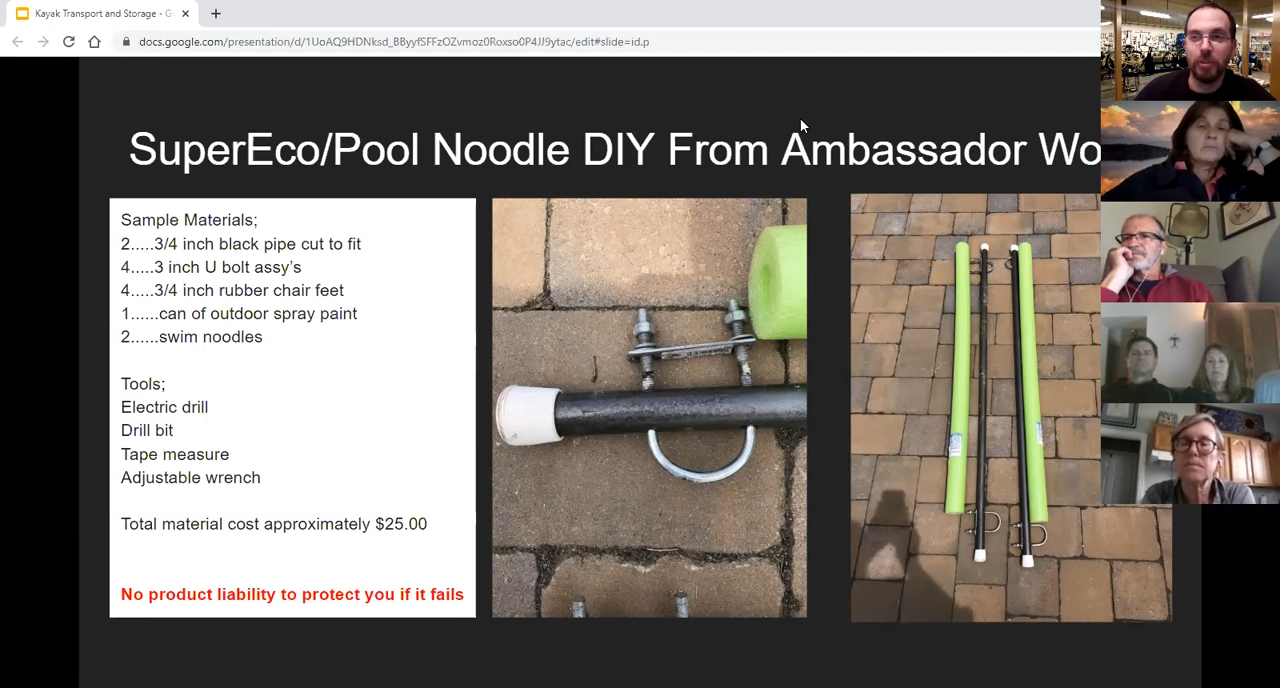 Kayak Transport and Storage - G
docs.google.com/presentation/d/1UoAQ9HDNksd_BByyfSFFzOZvmoz0Roxso0P4JJ9ytac/edit#slide=id.p
SuperEco/Pool Noodle DIY From Ambassador Wo
Sample Materials;
2.....3/4 inch black pipe cut to fit
4.....3 inch U bolt assy's
4.....3/4 inch rubber chair feet
1......can of outdoor spray paint
2......swim noodles
Tools;
Electric drill
Drill bit
Tape measure
Adjustable wrench
Total material cost approximately $25.00
No product liability to protect you if it fails